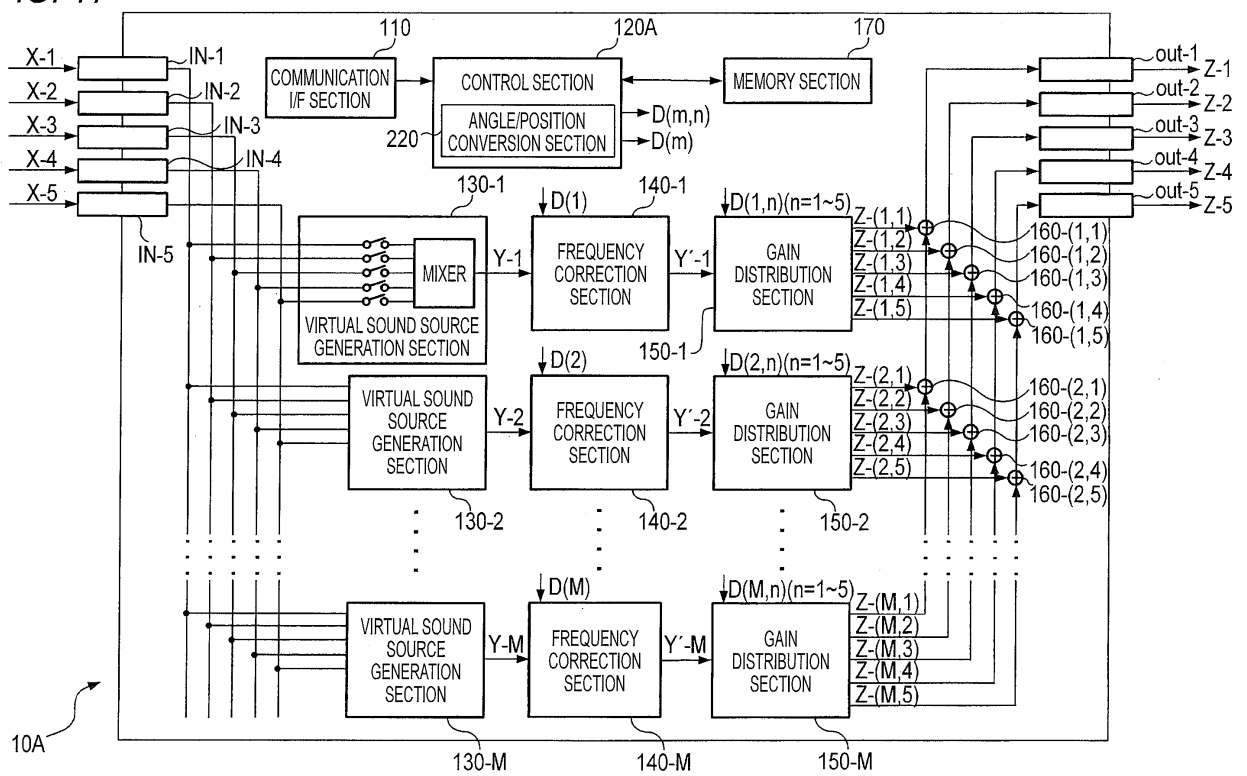 110
120A
170
X-1
IN-1
X-2
IN-2
X-3
IN-3
X-4
IN-4
X-5
IN-5
COMMUNICATION
I/F SECTION
CONTROL SECTION
220
ANGLE/POSITION
CONVERSION SECTION
MEMORY SECTION
D(m,n)
D(m)
out-1
Z-1
out-2
Z-2
out-3
Z-3
out-4
Z-4
out-5
Z-5
130-1
MIXER
VIRTUAL SOUND SOURCE
GENERATION SECTION
Y-1
D(1)
140-1
FREQUENCY
CORRECTION
SECTION
Y´-1
D(1,n)(n=1~5)
GAIN
DISTRIBUTION
SECTION
150-1
Z-(1,1)
Z-(1,2)
Z-(1,3)
Z-(1,4)
Z-(1,5)
160-(1,1)
160-(1,2)
160-(1,3)
160-(1,4)
160-(1,5)
VIRTUAL SOUND
SOURCE
GENERATION
SECTION
130-2
Y-2
D(2)
FREQUENCY
CORRECTION
SECTION
140-2
Y´-2
D(2,n)(n=1~5)
GAIN
DISTRIBUTION
SECTION
150-2
Z-(2,1)
Z-(2,2)
Z-(2,3)
Z-(2,4)
Z-(2,5)
160-(2,1)
160-(2,2)
160-(2,3)
160-(2,4)
160-(2,5)
VIRTUAL SOUND
SOURCE
GENERATION
SECTION
130-M
Y-M
D(M)
FREQUENCY
CORRECTION
SECTION
140-M
Y´-M
D(M,n)(n=1~5)
GAIN
DISTRIBUTION
SECTION
150-M
Z-(M,1)
Z-(M,2)
Z-(M,3)
Z-(M,4)
Z-(M,5)
10A